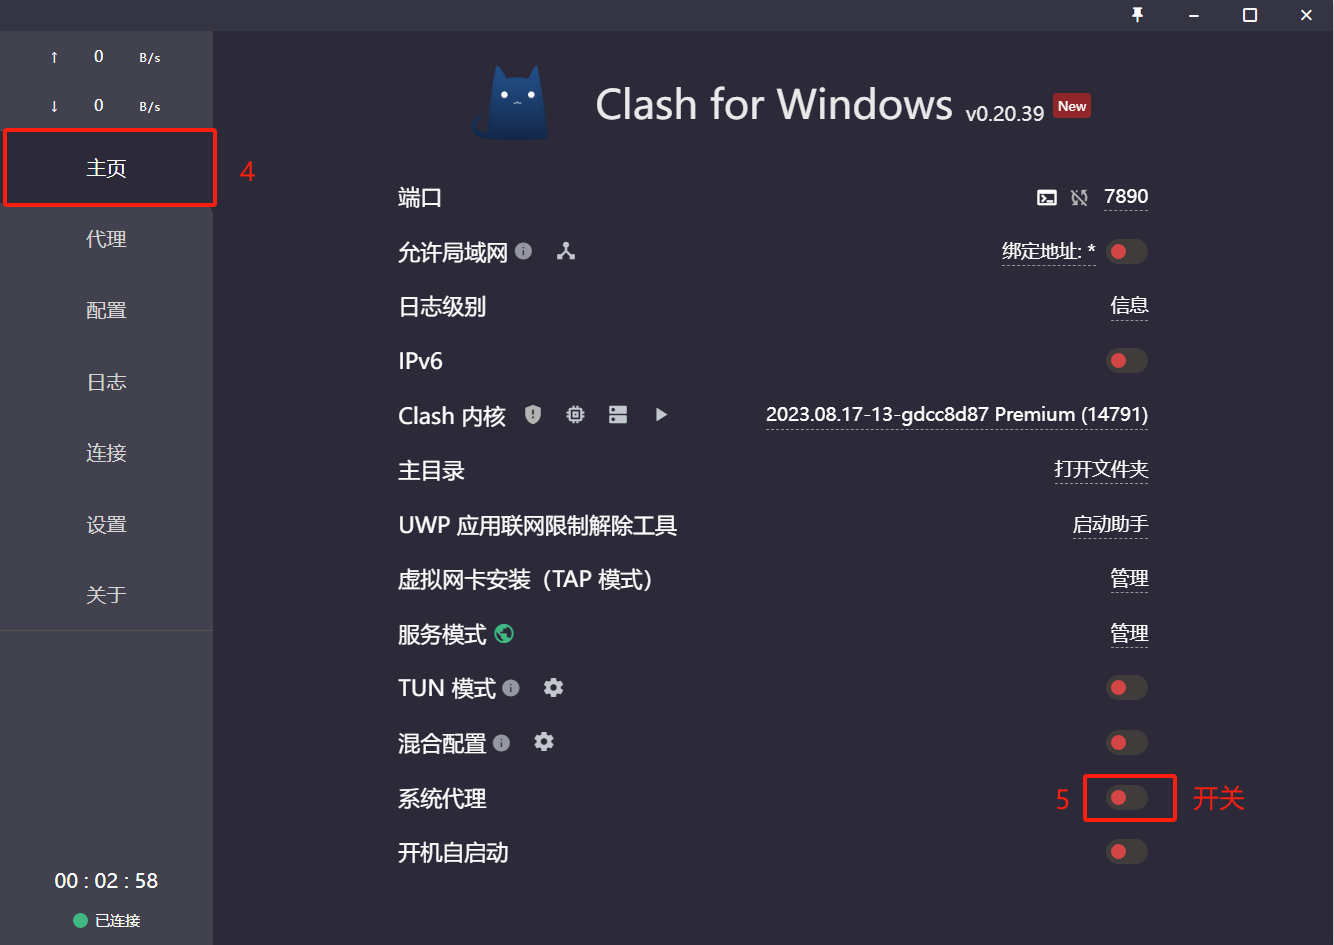 ↑ 0 B/s
↓ 0 B/s
主页 4
代理
配置
日志
连接
设置
关于
00 : 02 : 58
已连接
Clash for Windows v0.20.39 New
端口 7890
允许局域网 绑定地址: *
日志级别 信息
IPv6
Clash 内核 2023.08.17-13-gdcc8d87 Premium (14791)
主目录 打开文件夹
UWP 应用联网限制解除工具 启动助手
虚拟网卡安装（TAP 模式） 管理
服务模式 管理
TUN 模式
混合配置
系统代理 5 开关
开机自启动